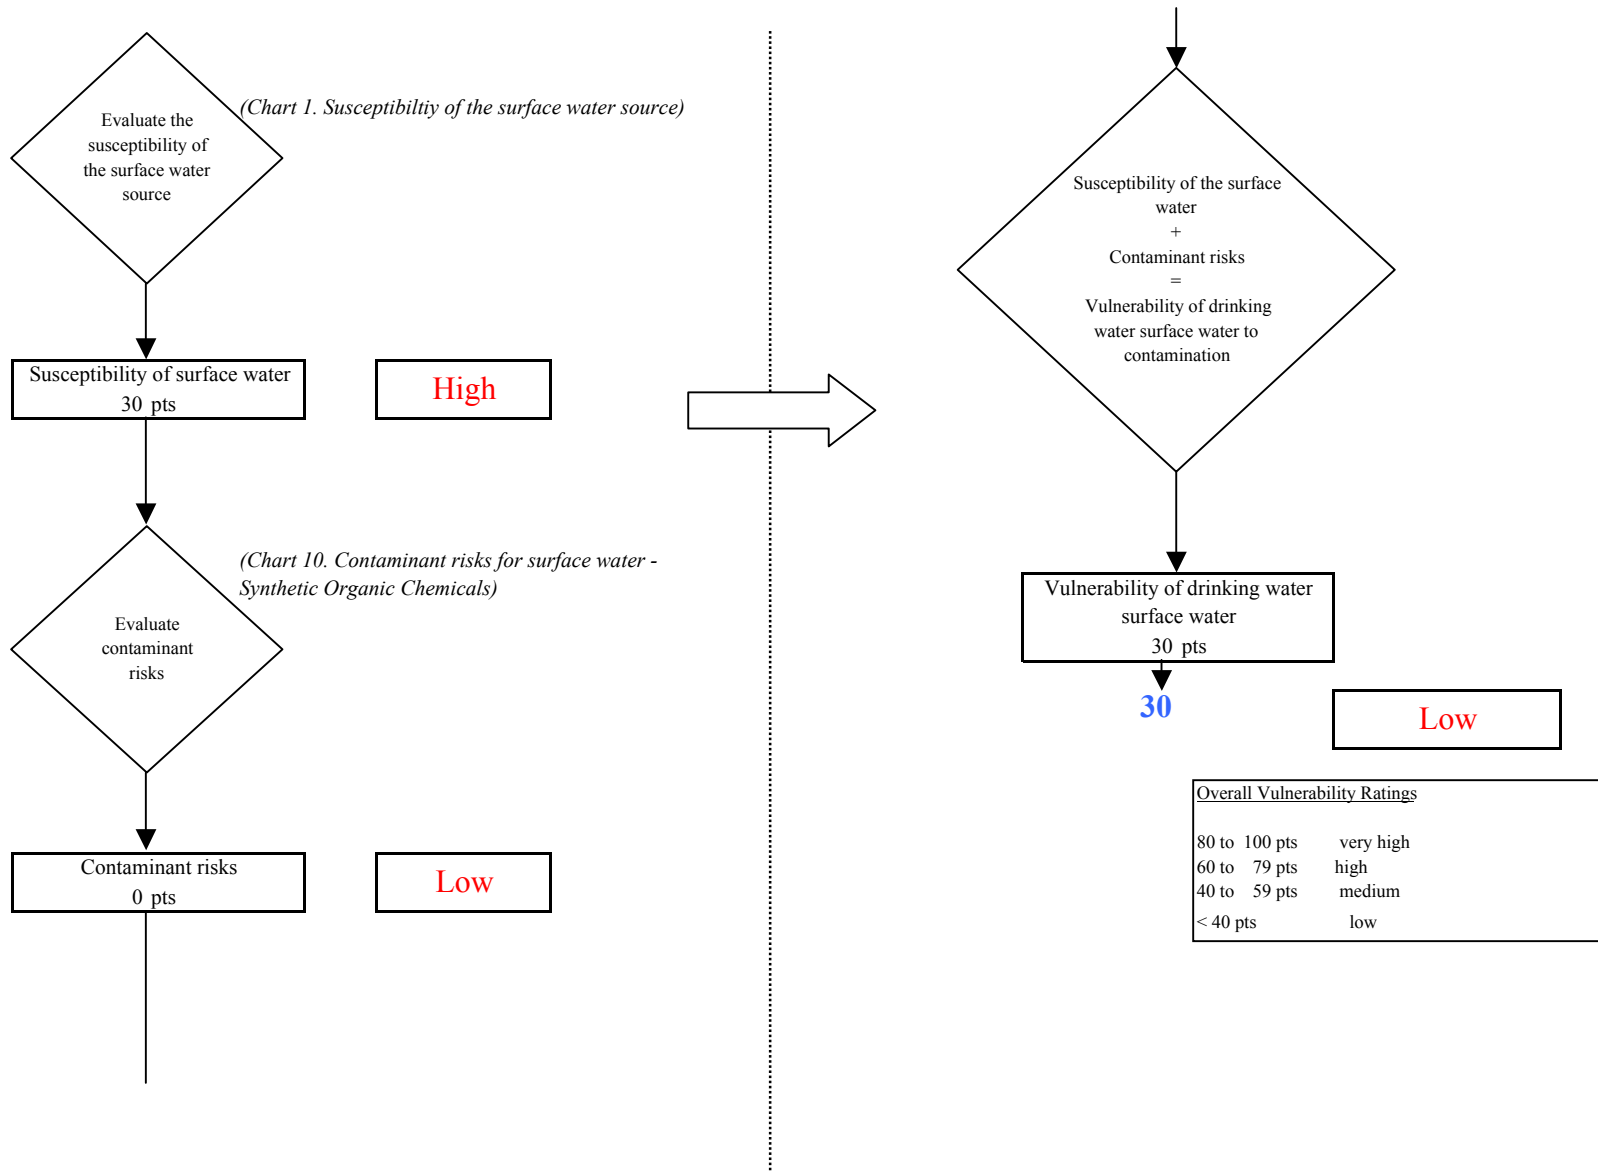 Evaluate the
susceptibility of
the surface water
source
(Chart 1. Susceptibiltiy of the surface water source)
Susceptibility of surface water
30 pts
High
(Chart 10. Contaminant risks for surface water -
Synthetic Organic Chemicals)
Evaluate
contaminant
risks
Contaminant risks
0 pts
Low
Susceptibility of the surface
water
+
Contaminant risks
=
Vulnerability of drinking
water surface water to
contamination
Vulnerability of drinking water
surface water
30 pts
30
Low
Overall Vulnerability Ratings
80 to 100 pts very high
60 to 79 pts high
40 to 59 pts medium
< 40 pts low